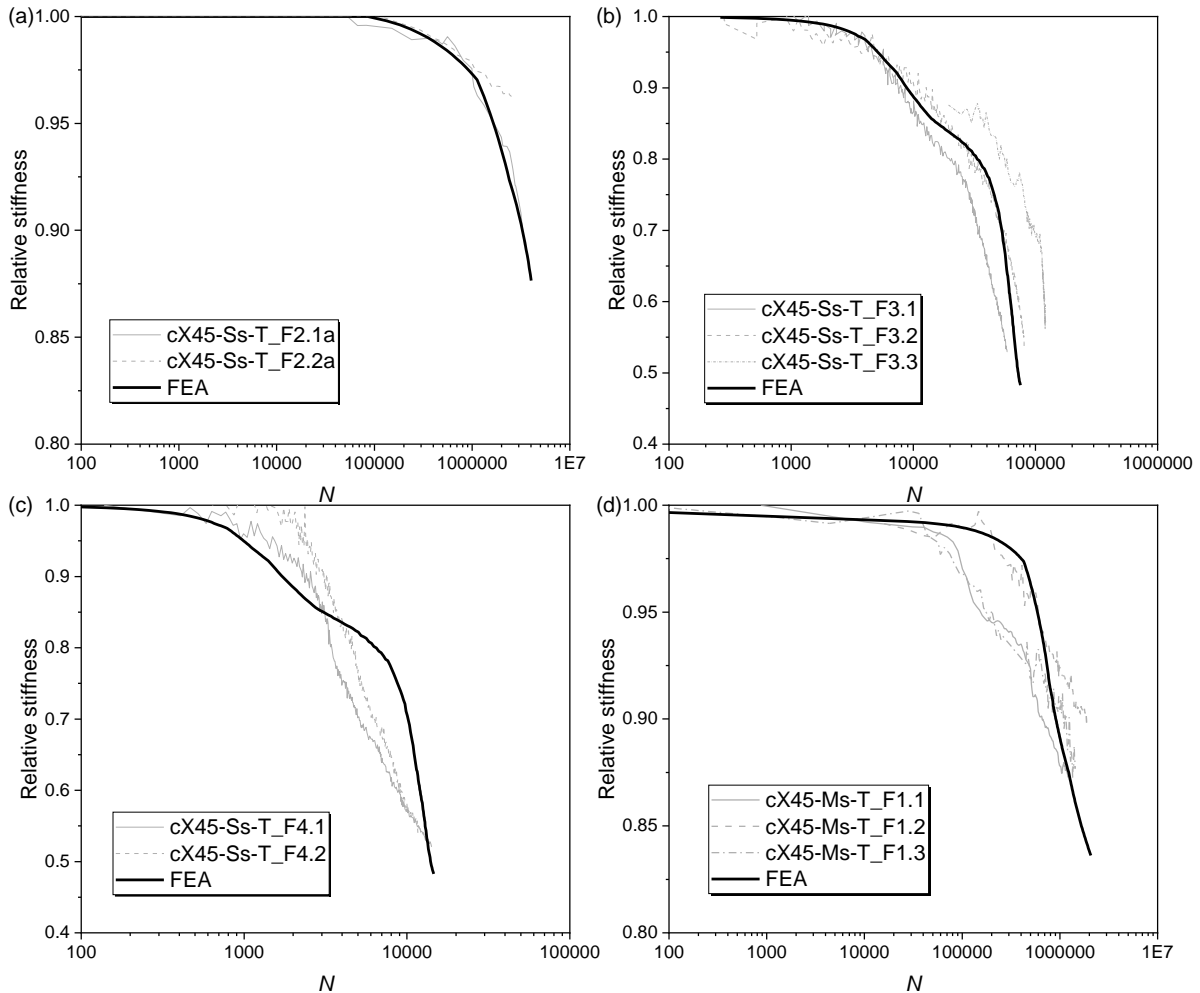 (a)
1.00
0.95
0.90
0.85
0.80
Relative stiffness
cX45-Ss-T_F2.1a
cX45-Ss-T_F2.2a
FEA
100 1000 10000 100000 1000000 1E7
N
(b)
1.0
0.9
0.8
0.7
0.6
0.5
0.4
Relative stiffness
cX45-Ss-T_F3.1
cX45-Ss-T_F3.2
cX45-Ss-T_F3.3
FEA
100 1000 10000 100000 1000000
N
(c)
1.0
0.9
0.8
0.7
0.6
0.5
0.4
Relative stiffness
cX45-Ss-T_F4.1
cX45-Ss-T_F4.2
FEA
100 1000 10000 100000
N
(d)
1.00
0.95
0.90
0.85
0.80
Relative stiffness
cX45-Ms-T_F1.1
cX45-Ms-T_F1.2
cX45-Ms-T_F1.3
FEA
100 1000 10000 100000 1000000 1E7
N